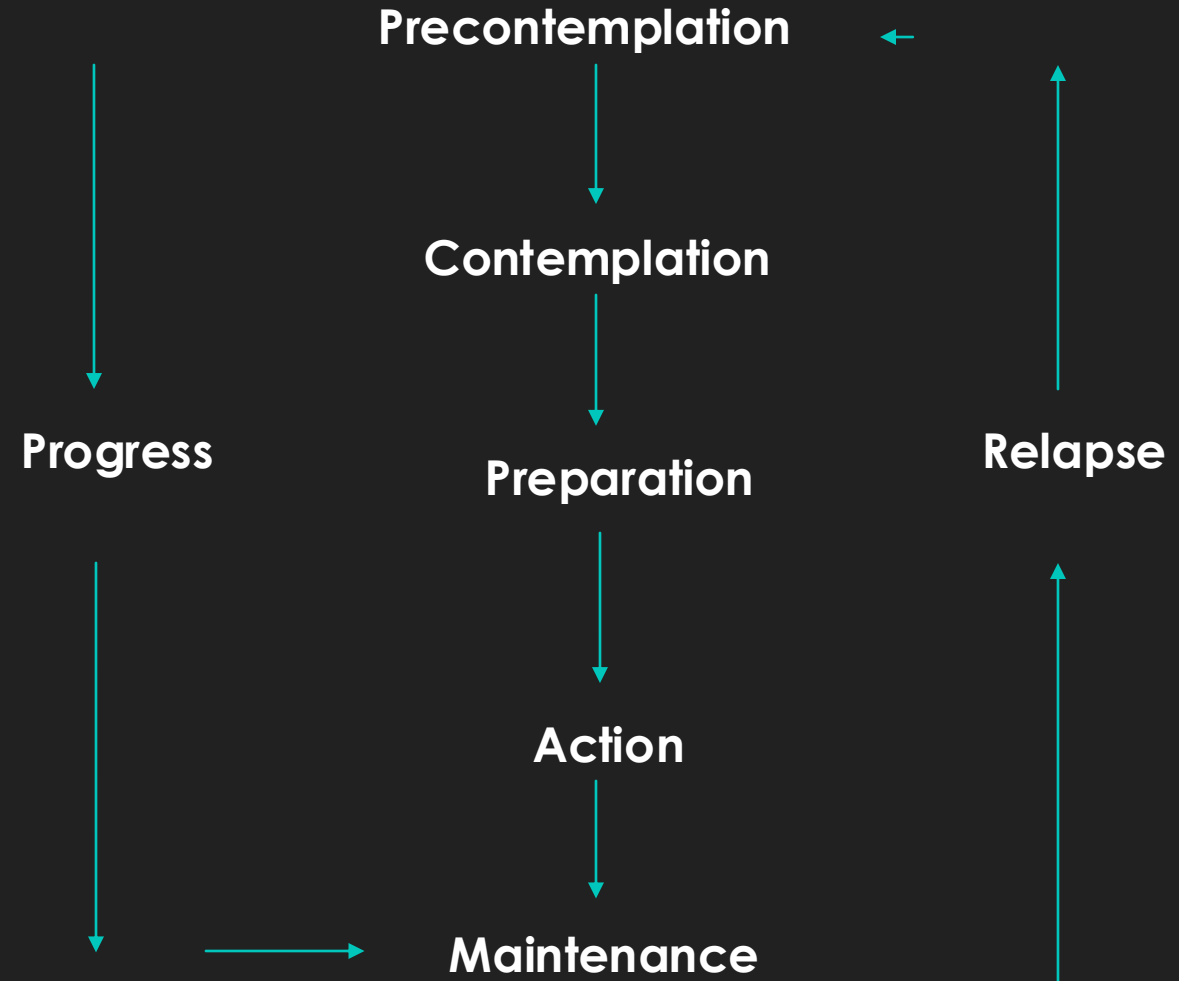 Precontemplation
Contemplation
Progress
Relapse
Preparation
Action
Maintenance